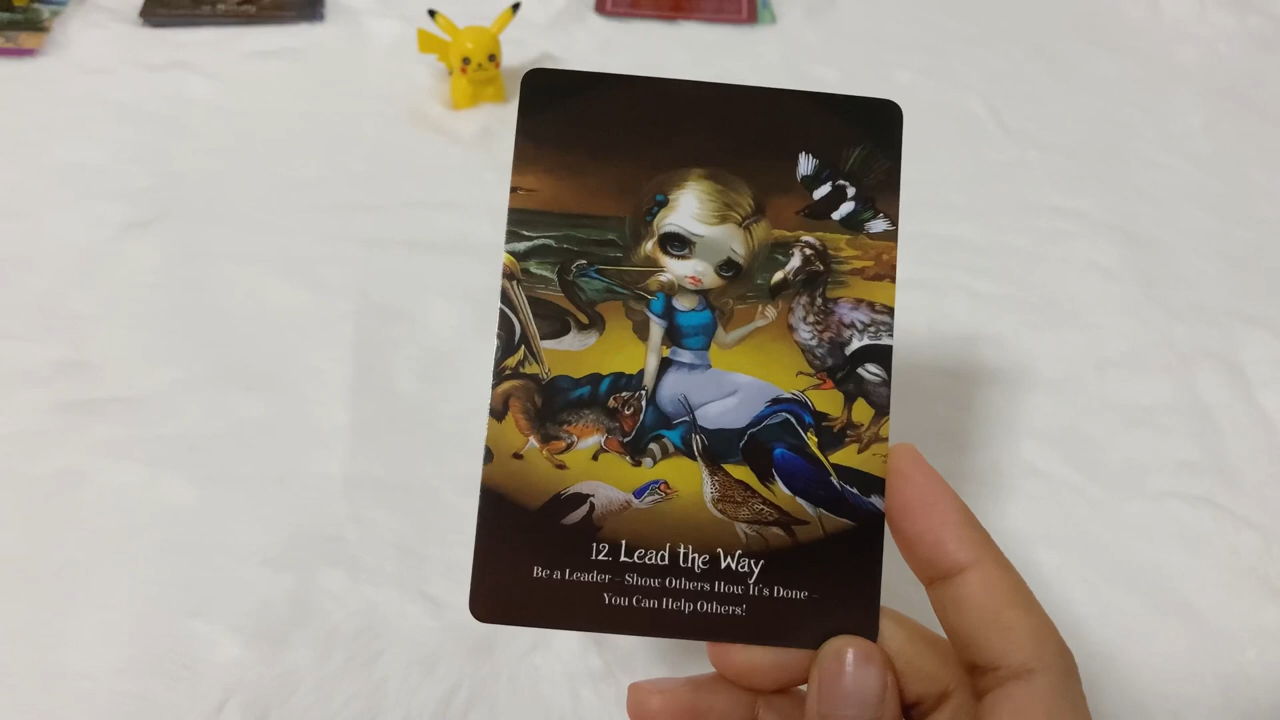 12. Lead the Way
Be a Leader – Show Others How It's Done –
You Can Help Others!